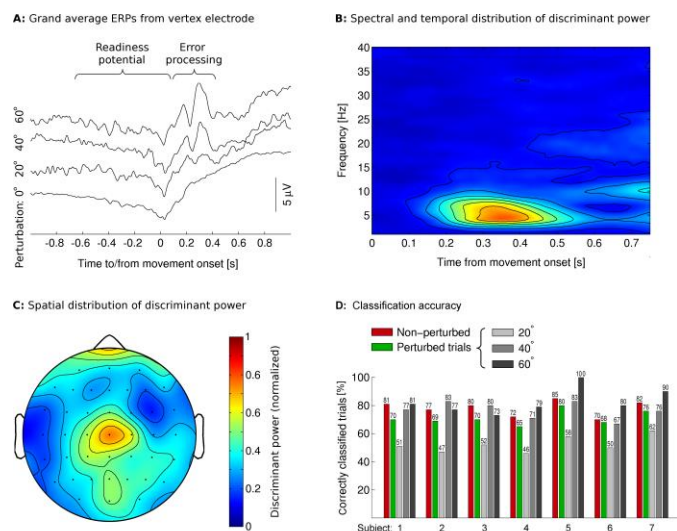 A: Grand average ERPs from vertex electrode
Readiness potential
Error processing
Perturbation: 0° 20° 40° 60°
5 µV
-0.8 -0.6 -0.4 -0.2 0 0.2 0.4 0.6 0.8
Time to/from movement onset [s]
B: Spectral and temporal distribution of discriminant power
Frequency [Hz]
40
35
30
25
20
15
10
5
0 0.1 0.2 0.3 0.4 0.5 0.6 0.7 0.75
Time from movement onset [s]
C: Spatial distribution of discriminant power
1
0.8
0.6
0.4
0.2
0
Discriminant power (normalized)
D: Classification accuracy
Non-perturbed
Perturbed trials
20°
40°
60°
Correctly classified trials [%]
100
80
60
40
20
81 70 51 77 81
77 69 47 83 77
80 70 52 80 73
72 65 46 71 79
85 80 58 83 100
70 68 50 67 80
82 76 62 76 90
Subject: 1 2 3 4 5 6 7